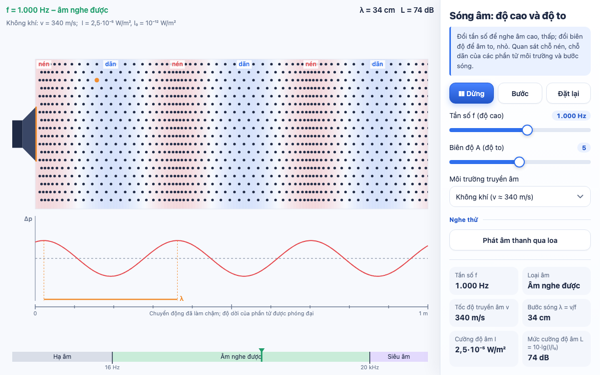 f = 1.000 Hz – âm nghe được
λ = 34 cm L = 74 dB
Không khí: v ≈ 340 m/s; I = 2,5·10⁻⁵ W/m², I₀ = 10⁻¹² W/m²
nén dãn nén dãn nén dãn
Δp
λ
0 Chuyển động đã làm chậm; độ dời của phần tử được phóng đại 1 m
Hạ âm Âm nghe được Siêu âm
16 Hz 20 kHz
Sóng âm: độ cao và độ to
Đổi tần số để nghe âm cao, thấp; đổi biên
độ để âm to, nhỏ. Quan sát chỗ nén, chỗ
dãn của các phần tử môi trường và bước
sóng.
Dừng Bước Đặt lại
Tần số f (độ cao) 1.000 Hz
Biên độ A (độ to) 5
Môi trường truyền âm
Không khí (v ≈ 340 m/s)
Nghe thử
Phát âm thanh qua loa
Tần số f
1.000 Hz
Loại âm
Âm nghe được
Tốc độ truyền âm v
340 m/s
Bước sóng λ = v/f
34 cm
Cường độ âm I
2,5·10⁻⁵ W/m²
Mức cường độ âm L
= 10·lg(I/I₀)
74 dB